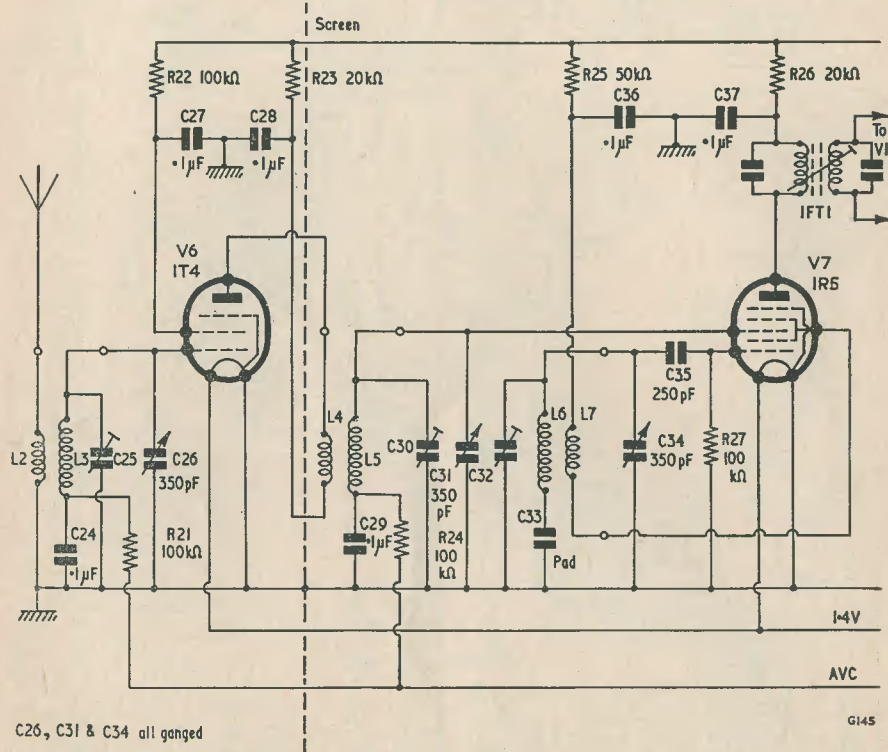 Screen
R22 100kΩ
R23 20kΩ
R25 50kΩ
R26 20kΩ
C27
C28
·1μF
·1μF
C36
C37
·1μF
·1μF
To
V1
IFT1
V6
1T4
V7
1R5
C35
250pF
L2
L3
C25
C26
350pF
L4
L5
C30
C31
350
pF
C32
L6
L7
C34
350pF
R27
100
kΩ
C24
·1μF
R21
100kΩ
C29
·1μF
R24
100
kΩ
C33
Pad
1·4V
AVC
C26, C31 & C34 all ganged
G145